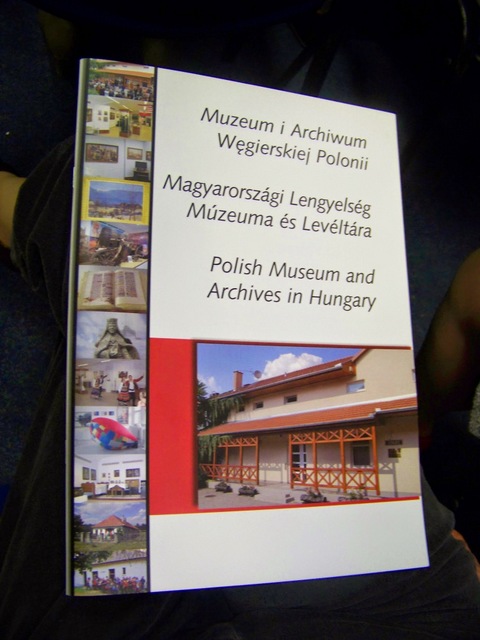 Muzeum i Archiwum
Węgierskiej Polonii
Magyarországi Lengyelség
Múzeuma és Levéltára
Polish Museum and
Archives in Hungary